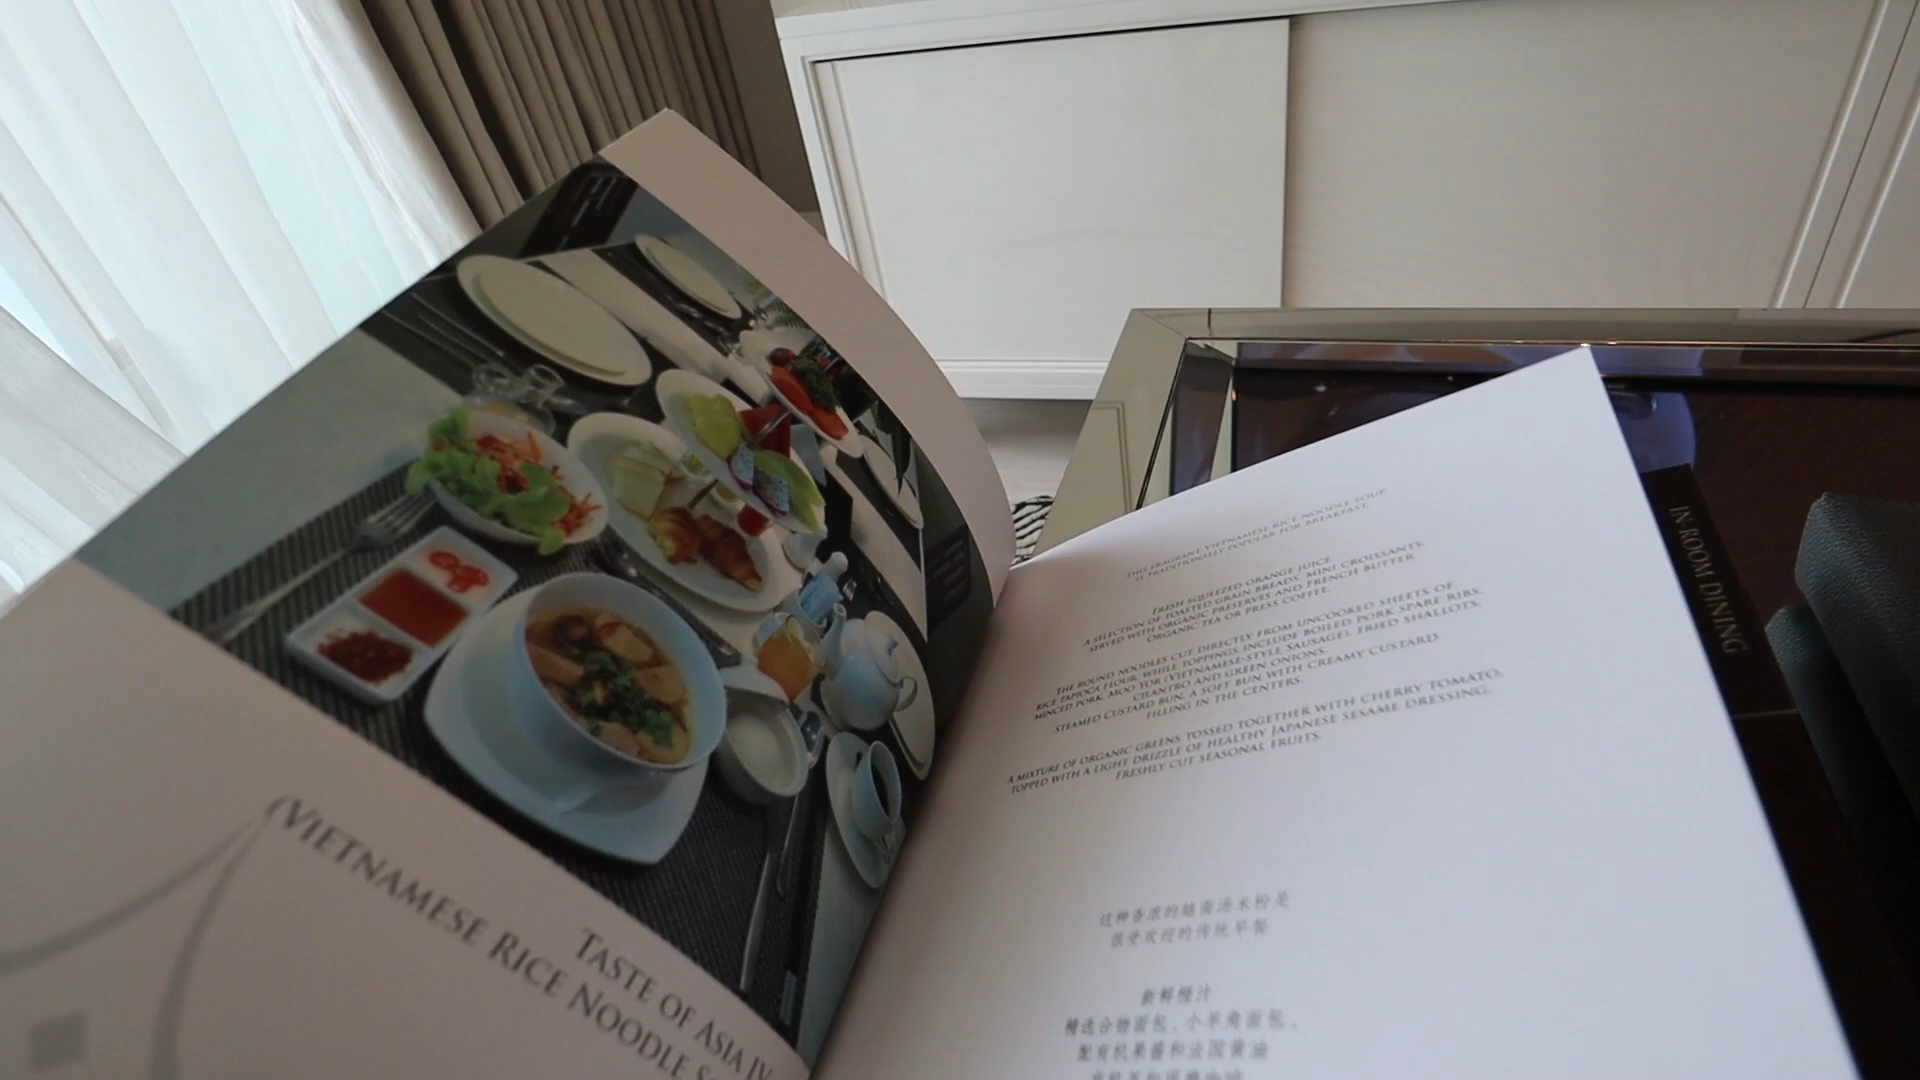 TASTE OF ASIA IV
(VIETNAMESE RICE NOODLE
THIS FRAGRANT VIETNAMESE RICE NOODLE SOUP
IS TRADITIONALLY POPULAR FOR BREAKFAST.
FRESH SQUEEZED ORANGE JUICE.
A SELECTION OF TOASTED GRAIN BREADS, MINI CROISSANTS,
SERVED WITH ORGANIC PRESERVES AND FRENCH BUTTER
ORGANIC TEA OR PRESS COFFEE.
THE ROUND NOODLES CUT DIRECTLY FROM UNCOOKED SHEETS OF
RICE TAPIOCA FLOUR, WHILE TOPPINGS INCLUDE BOILED PORK SPARE RIBS,
MINCED PORK, MOO YOR (VIETNAMESE-STYLE SAUSAGE), FRIED SHALLOTS,
CILANTRO AND GREEN ONIONS.
STEAMED CUSTARD BUN, A SOFT BUN WITH CREAMY CUSTARD
FILLING IN THE CENTERS.
A MIXTURE OF ORGANIC GREENS TOSSED TOGETHER WITH CHERRY TOMATO,
TOPPED WITH A LIGHT DRIZZLE OF HEALTHY JAPANESE SESAME DRESSING.
FRESHLY CUT SEASONAL FRUITS.
这种香浓的越南汤米粉是
很受欢迎的传统早餐
新鲜橙汁
精选谷物面包, 小羊角面包、
配有机果酱和法国黄油
IN-ROOM DINING